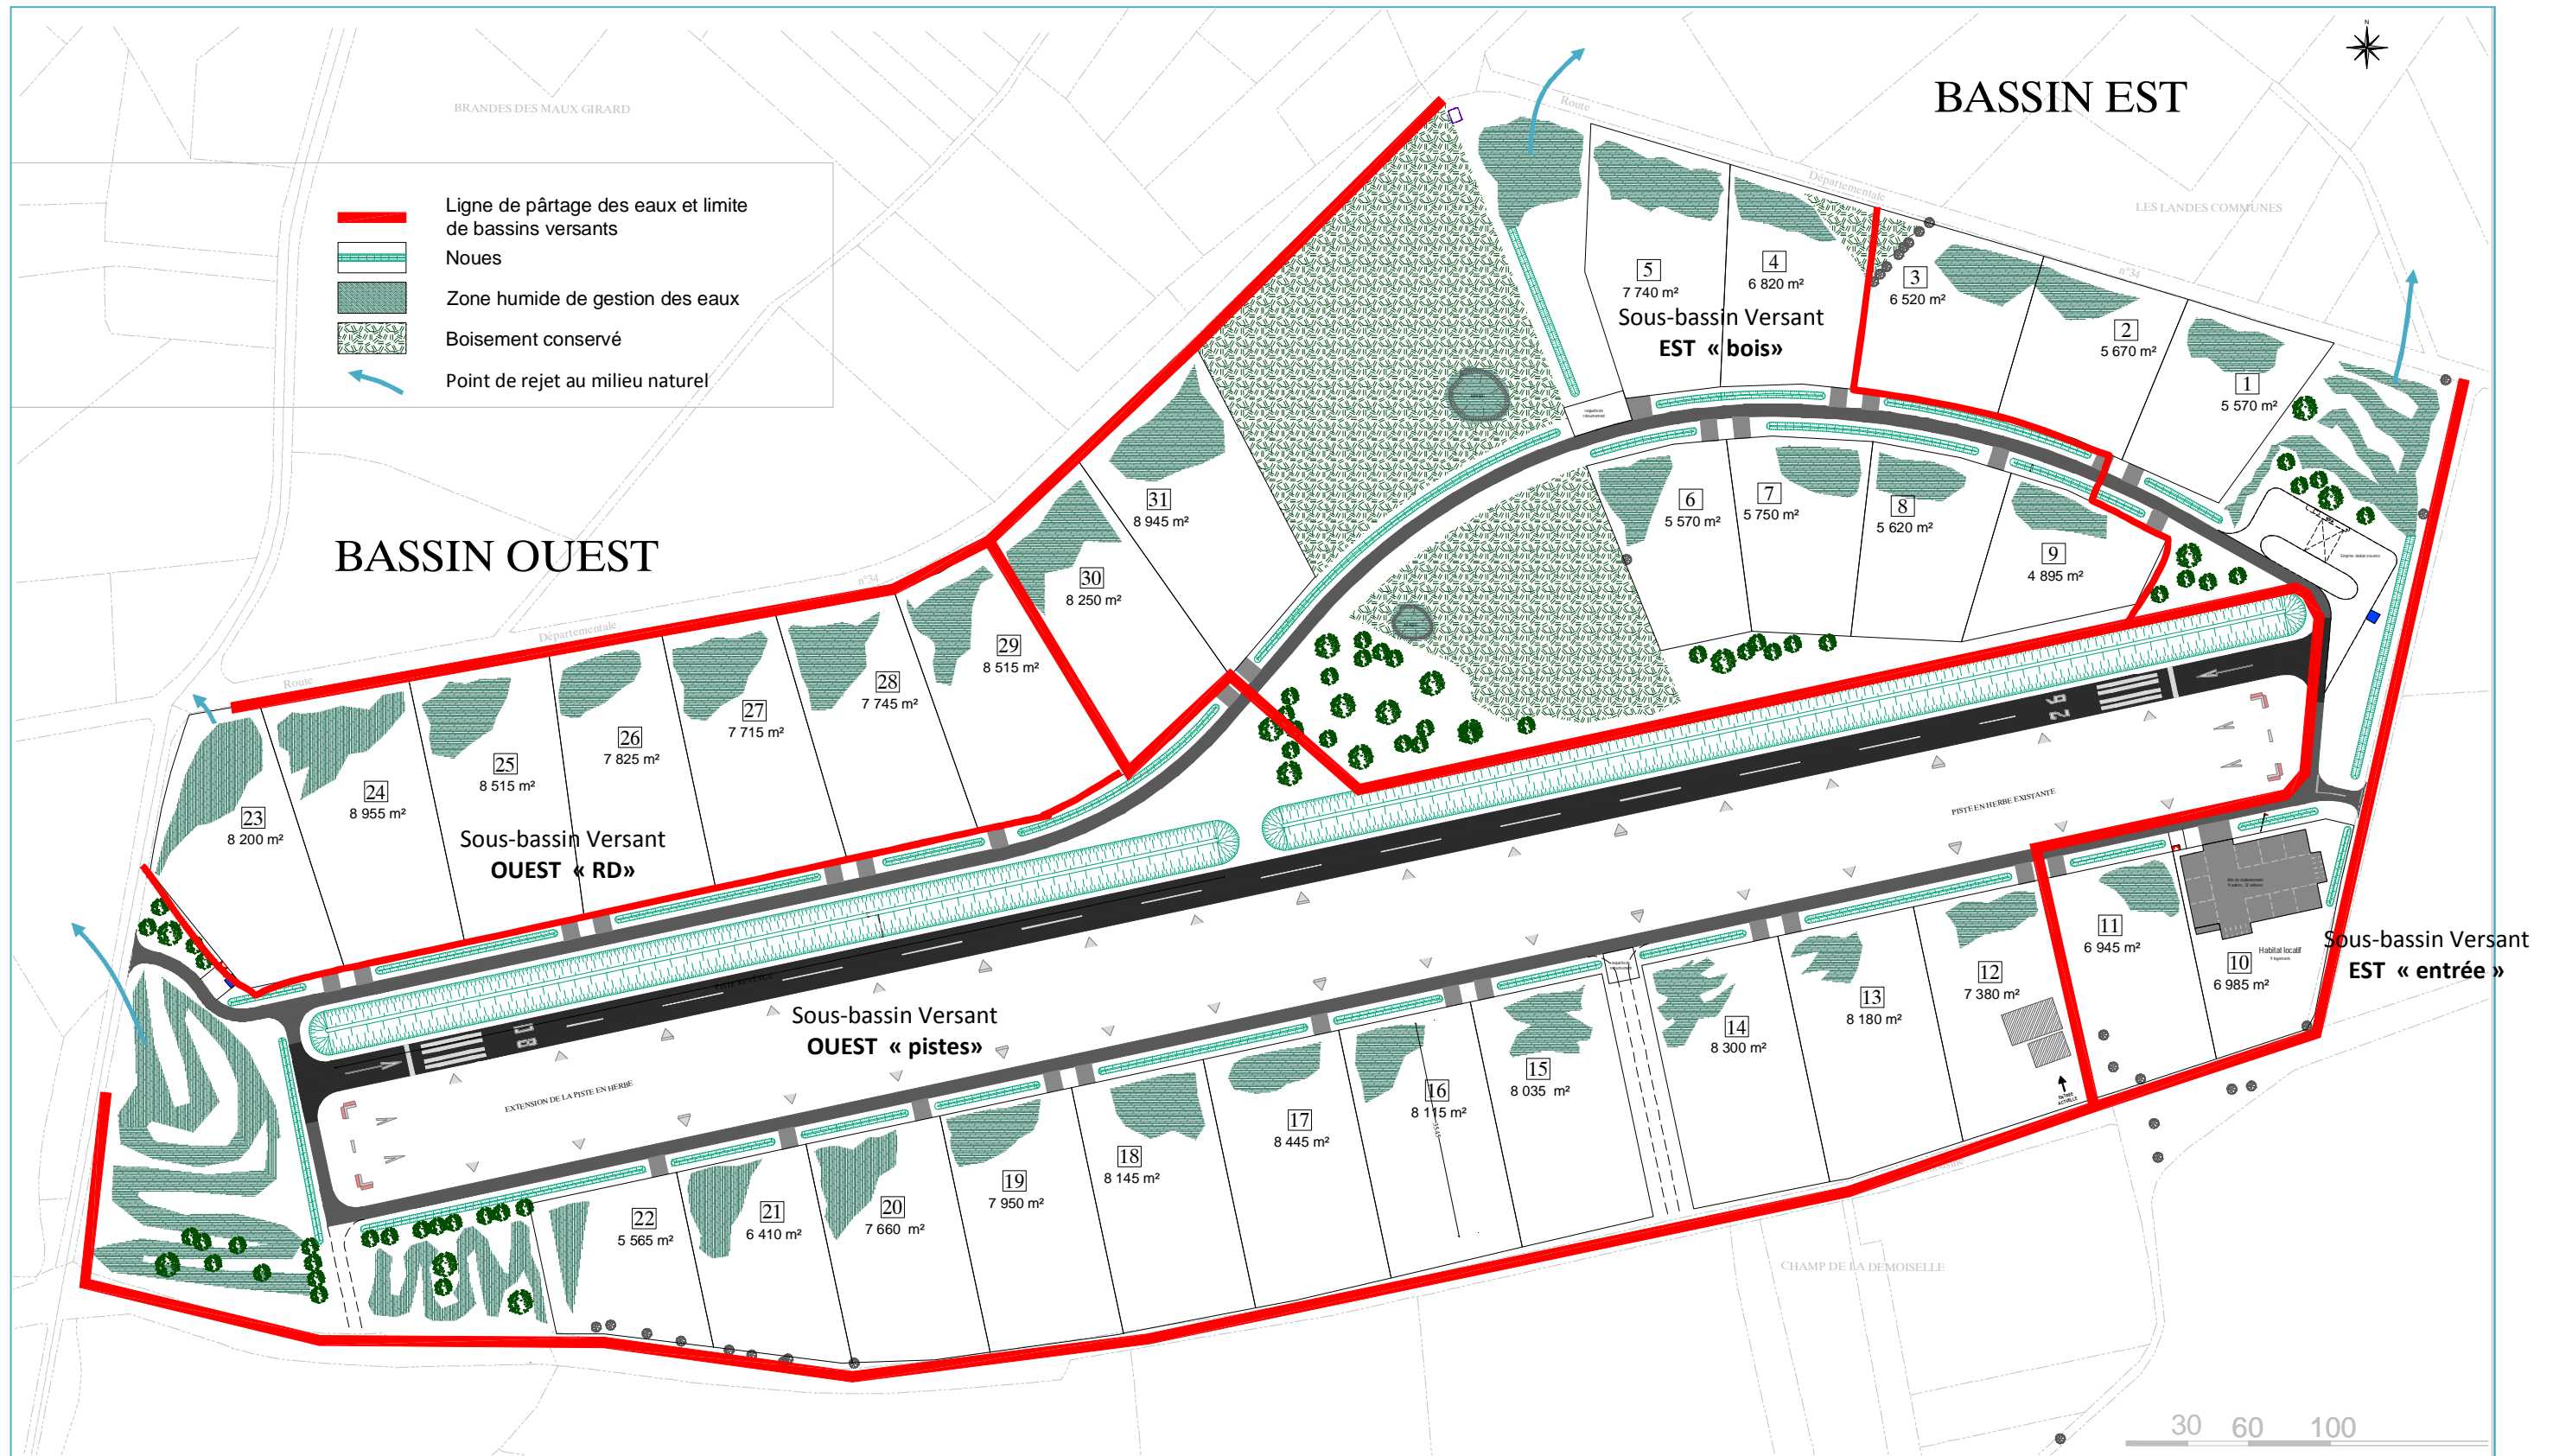 N
BASSIN EST
BRANDES DES MAUX GIRARD
Route
Départementale
n°34
LES LANDES COMMUNES
Ligne de pârtage des eaux et limite
de bassins versants
Noues
Zone humide de gestion des eaux
Boisement conservé
Point de rejet au milieu naturel
5
7 740 m²
4
6 820 m²
3
6 520 m²
2
5 670 m²
1
5 570 m²
Sous-bassin Versant
EST « bois»
BASSIN OUEST
31
8 945 m²
30
8 250 m²
6
5 570 m²
7
5 750 m²
8
5 620 m²
9
4 895 m²
Route
Départementale
n°34
29
8 515 m²
28
7 745 m²
27
7 715 m²
26
7 825 m²
25
8 515 m²
24
8 955 m²
23
8 200 m²
Sous-bassin Versant
OUEST « RD»
26
PISTE EN HERBE EXISTANTE
11
6 945 m²
Habitat locatif
10
6 985 m²
Sous-bassin Versant
EST « entrée »
12
7 380 m²
13
8 180 m²
14
8 300 m²
ENTREE
ACTUELLE
Sous-bassin Versant
OUEST « pistes»
08
EXTENSION DE LA PISTE EN HERBE
15
8 035 m²
16
8 115 m²
17
8 445 m²
18
8 145 m²
19
7 950 m²
20
7 660 m²
21
6 410 m²
22
5 565 m²
CHAMP DE LA DEMOISELLE
30 60 100